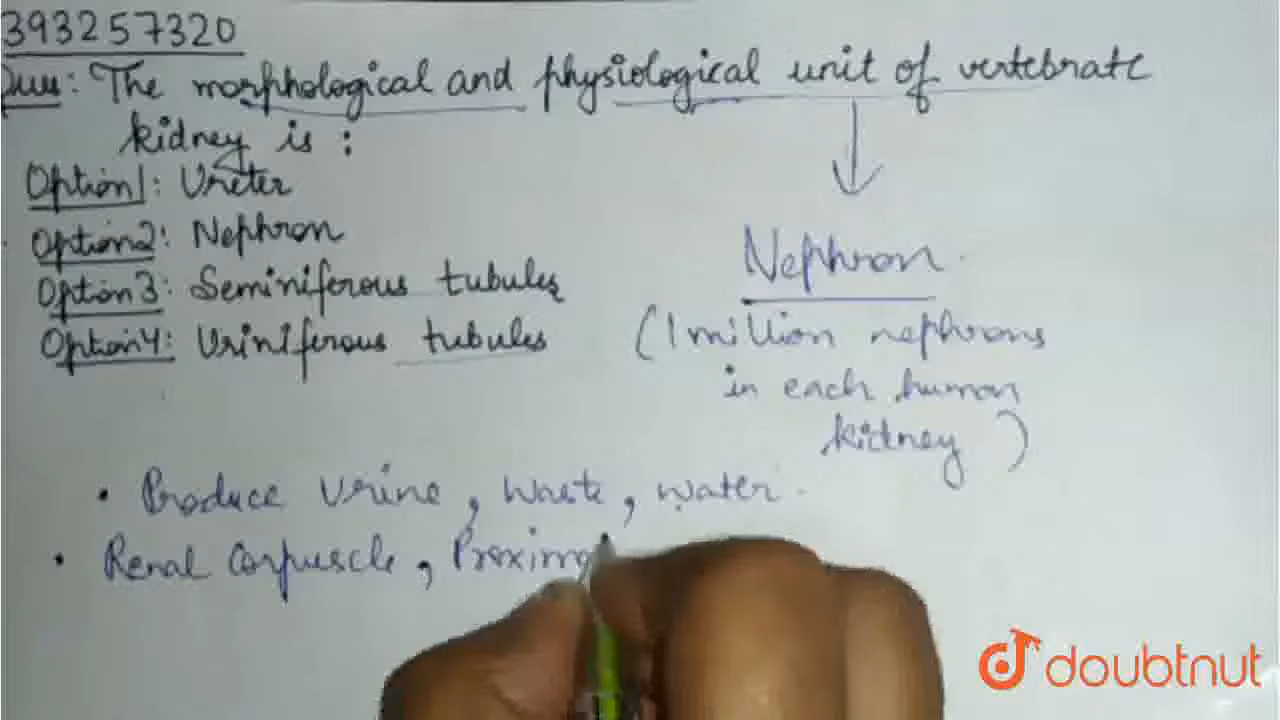 393257320
Ques: The morphological and physiological unit of vertebrate
kidney is :
Option1: Ureter
Option2: Nephron
Option3: Seminiferous tubules
Option4: Uriniferous tubules
Nephron
(1 million nephrons
in each human
kidney)
• Produce Urine, Waste, water
• Renal Corpuscle, Proxima
doubtnut